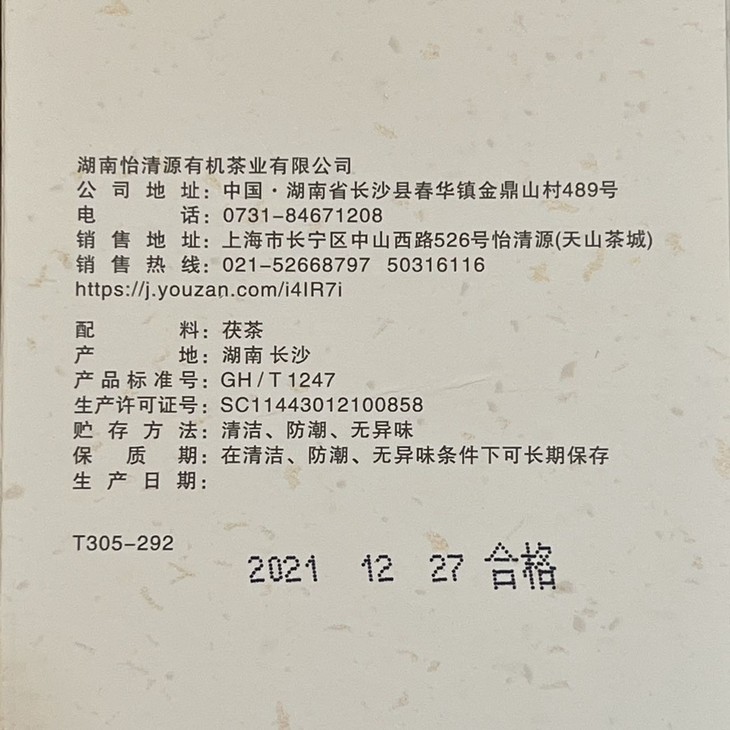 湖南怡清源有机茶业有限公司
公司地址：中国·湖南省长沙县春华镇金鼎山村489号
电话：0731-84671208
销售地址：上海市长宁区中山西路526号怡清源(天山茶城)
销售热线：021-52668797 50316116
https://j.youzan.com/i4IR7i
配料：茯茶
产地：湖南 长沙
产品标准号：GH/T 1247
生产许可证号：SC11443012100858
贮存方法：清洁、防潮、无异味
保质期：在清洁、防潮、无异味条件下可长期保存
生产日期：
T305-292
2021 12 27 合格